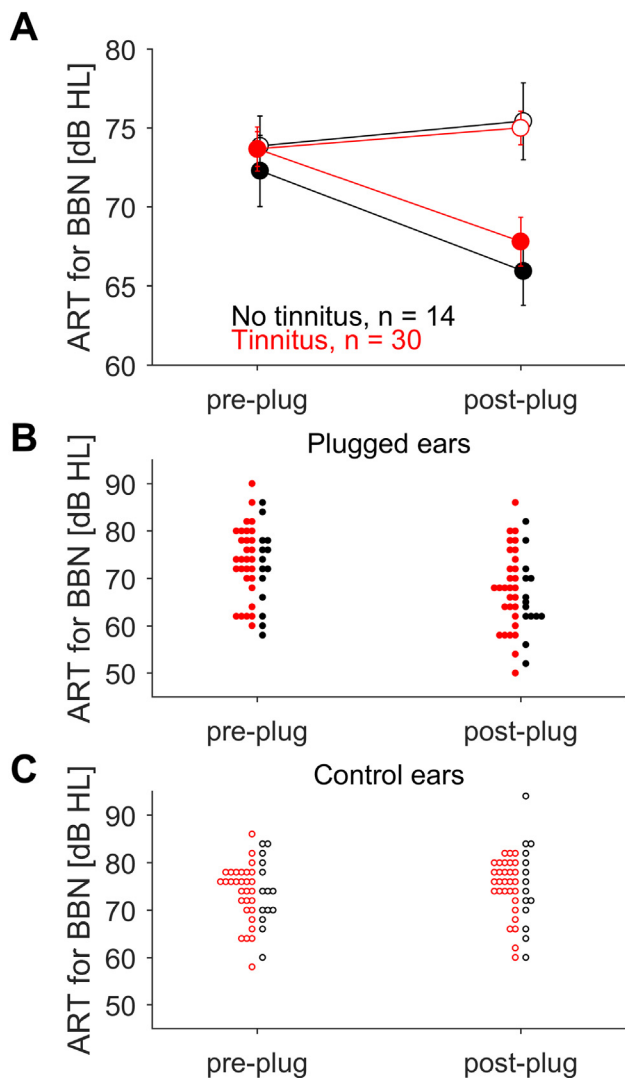 A
80
75
70
65
60
ART for BBN [dB HL]
No tinnitus, n = 14
Tinnitus, n = 30
pre-plug post-plug
B
Plugged ears
90
80
70
60
50
ART for BBN [dB HL]
pre-plug post-plug
C
Control ears
90
80
70
60
50
ART for BBN [dB HL]
pre-plug post-plug